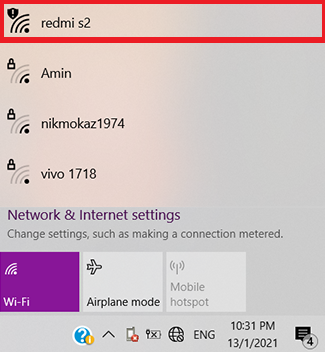 redmi s2
Amin
nikmokaz1974
vivo 1718
Network & Internet settings
Change settings, such as making a connection metered.
Wi-Fi
Airplane mode
Mobile
hotspot
ENG
10:31 PM
13/1/2021
4